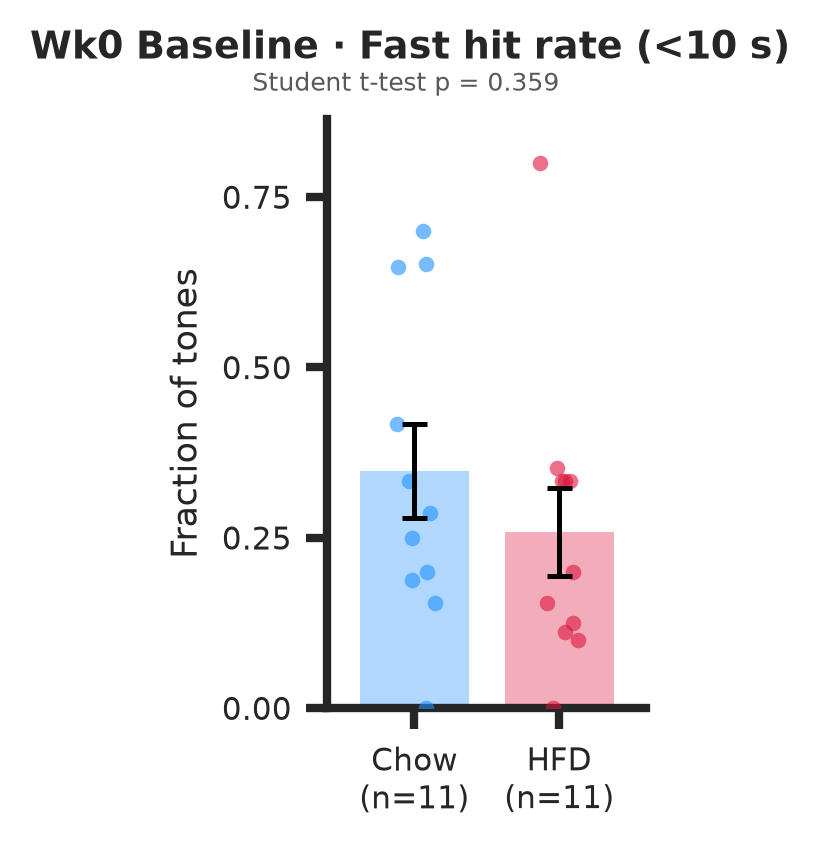 Wk0 Baseline · Fast hit rate (<10 s)
Student t-test p = 0.359
Fraction of tones
0.75
0.50
0.25
0.00
Chow
(n=11)
HFD
(n=11)